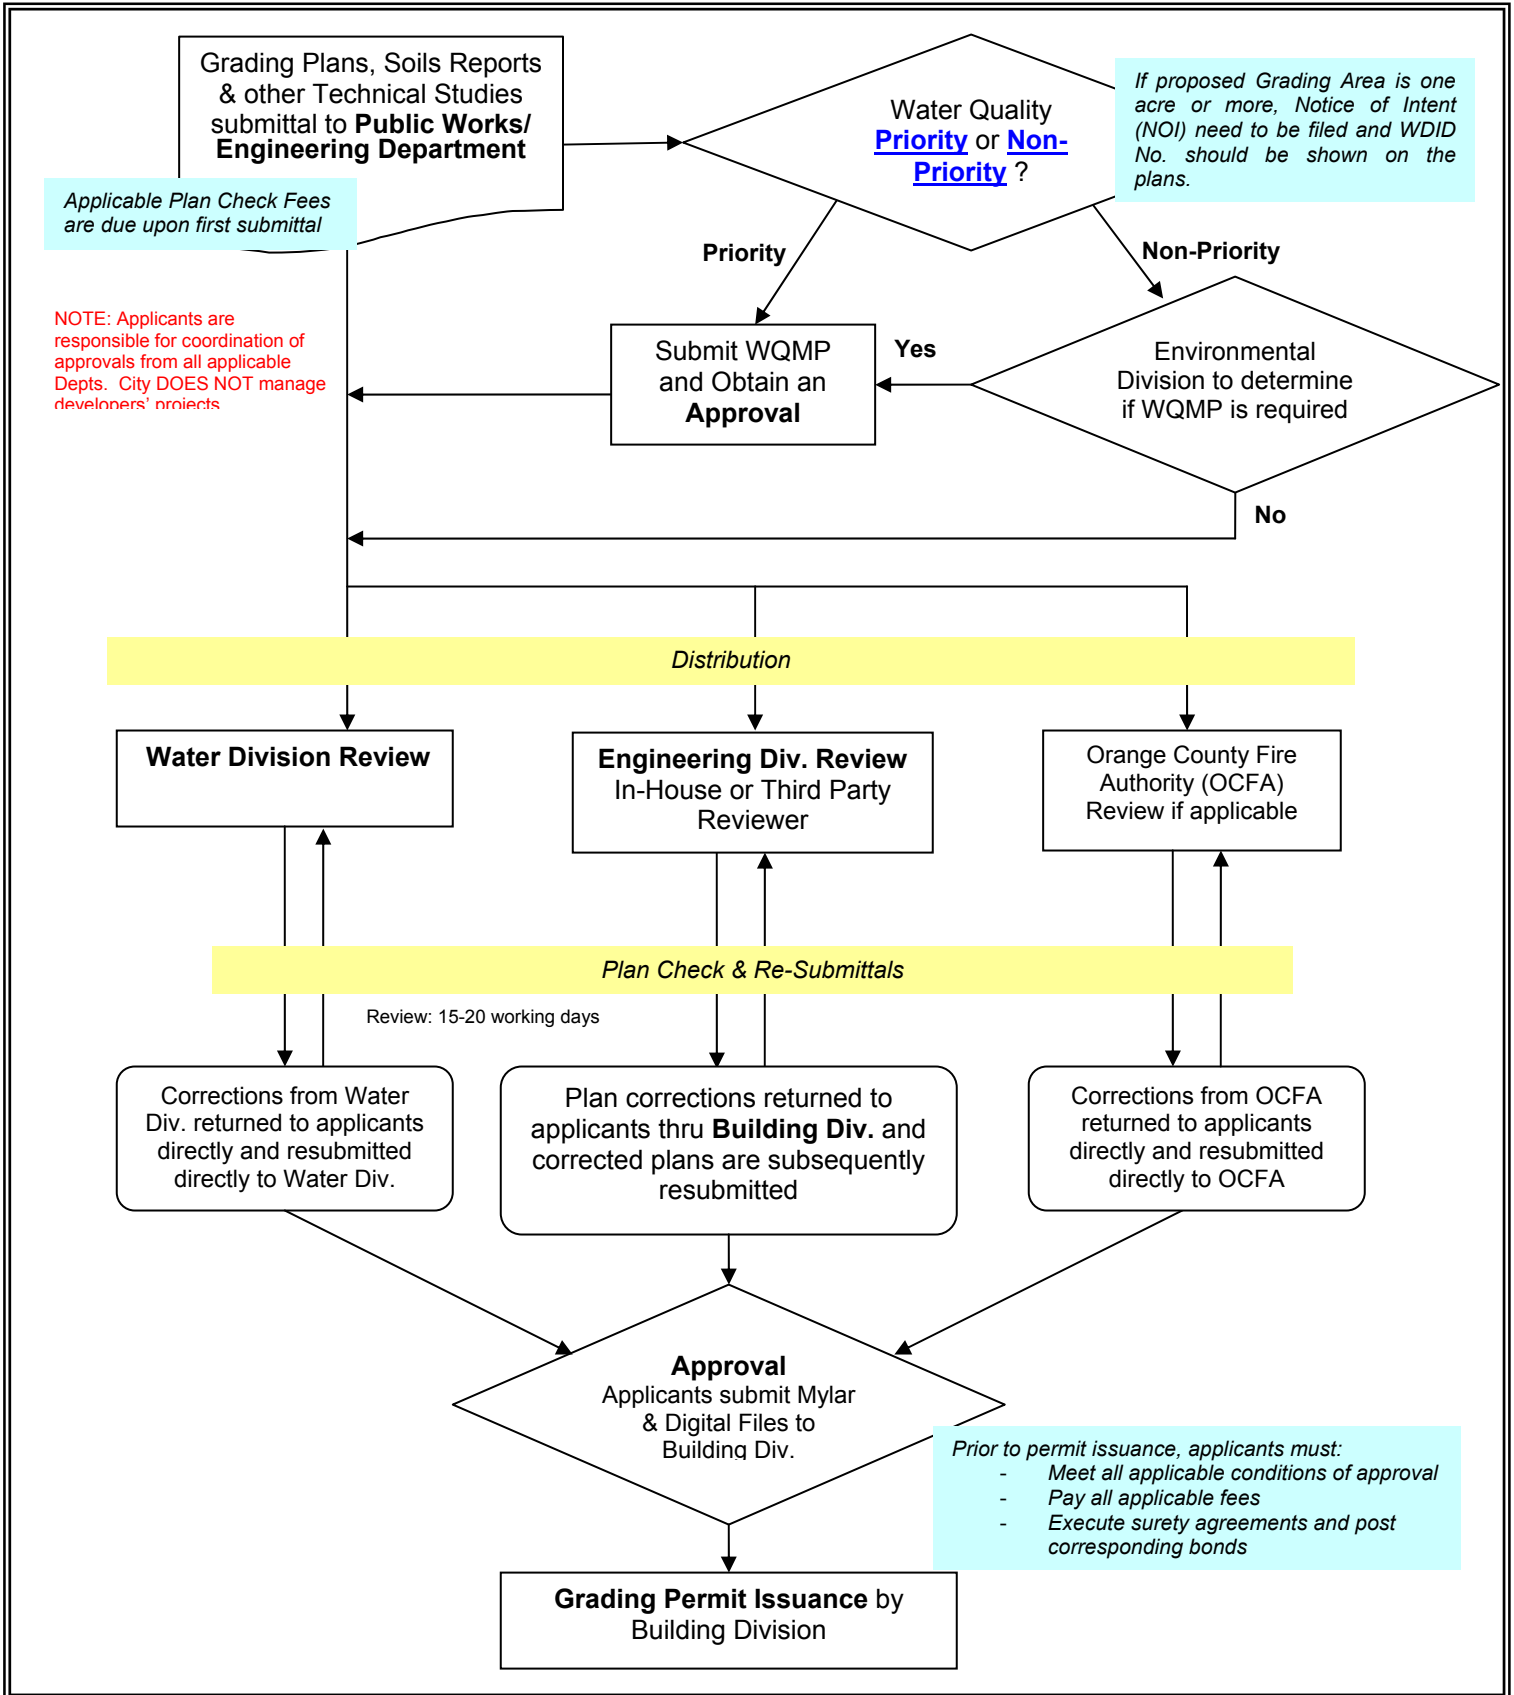 Grading Plans, Soils Reports
& other Technical Studies
submittal to Public Works/
Engineering Department
Applicable Plan Check Fees
are due upon first submittal
Water Quality
Priority or Non-
Priority ?
If proposed Grading Area is one
acre or more, Notice of Intent
(NOI) need to be filed and WDID
No. should be shown on the
plans.
Priority
Non-Priority
NOTE: Applicants are
responsible for coordination of
approvals from all applicable
Depts. City DOES NOT manage
developers' projects
Submit WQMP
and Obtain an
Approval
Yes
Environmental
Division to determine
if WQMP is required
No
Distribution
Water Division Review
Engineering Div. Review
In-House or Third Party
Reviewer
Orange County Fire
Authority (OCFA)
Review if applicable
Plan Check & Re-Submittals
Review: 15-20 working days
Corrections from Water
Div. returned to applicants
directly and resubmitted
directly to Water Div.
Plan corrections returned to
applicants thru Building Div. and
corrected plans are subsequently
resubmitted
Corrections from OCFA
returned to applicants
directly and resubmitted
directly to OCFA
Approval
Applicants submit Mylar
& Digital Files to
Building Div.
Prior to permit issuance, applicants must:
- Meet all applicable conditions of approval
- Pay all applicable fees
- Execute surety agreements and post
corresponding bonds
Grading Permit Issuance by
Building Division